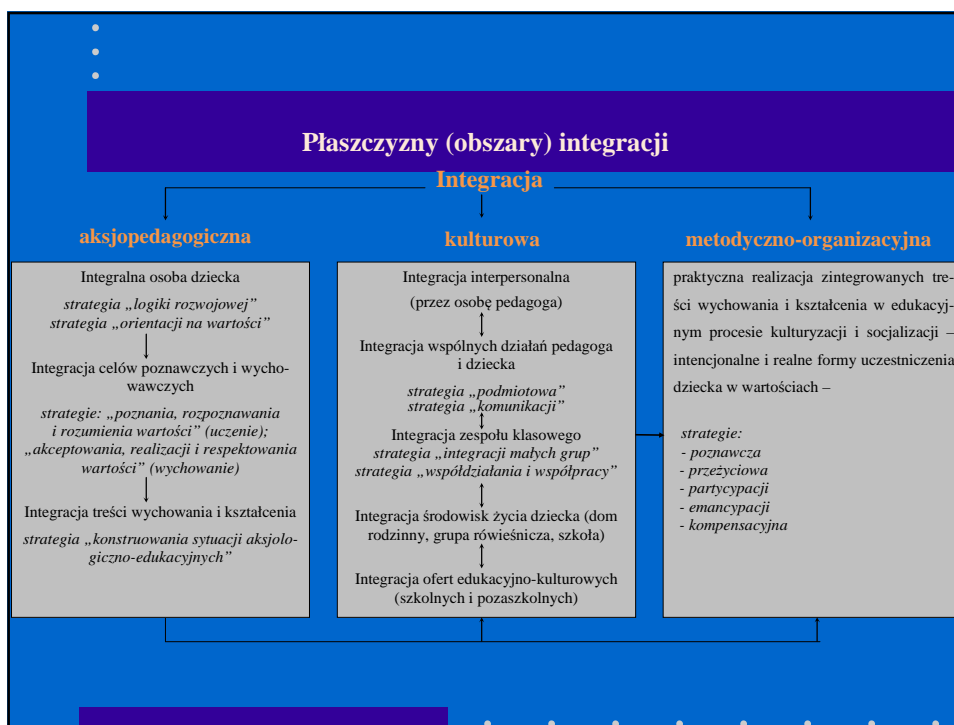 Płaszczyzny (obszary) integracji
Integracja
aksjopedagogiczna
Integralna osoba dziecka
strategia „logiki rozwojowej”
strategia „orientacji na wartości”
Integracja celów poznawczych i wycho-
wawczych
strategie: „poznania, rozpoznawania
i rozumienia wartości” (uczenie);
„akceptowania, realizacji i respektowania
wartości” (wychowanie)
Integracja treści wychowania i kształcenia
strategia „konstruowania sytuacji aksjolo-
giczno-edukacyjnych”
kulturowa
Integracja interpersonalna
(przez osobę pedagoga)
Integracja wspólnych działań pedagoga
i dziecka
strategia „podmiotowa”
strategia „komunikacji”
Integracja zespołu klasowego
strategia „integracji małych grup”
strategia „współdziałania i współpracy”
Integracja środowisk życia dziecka (dom
rodzinny, grupa rówieśnicza, szkoła)
Integracja ofert edukacyjno-kulturowych
(szkolnych i pozaszkolnych)
metodyczno-organizacyjna
praktyczna realizacja zintegrowanych tre-
ści wychowania i kształcenia w edukacyj-
nym procesie kulturyzacji i socjalizacji –
intencjonalne i realne formy uczestniczenia
dziecka w wartościach –
strategie:
- poznawcza
- przeżyciowa
- partycypacji
- emancypacji
- kompensacyjna